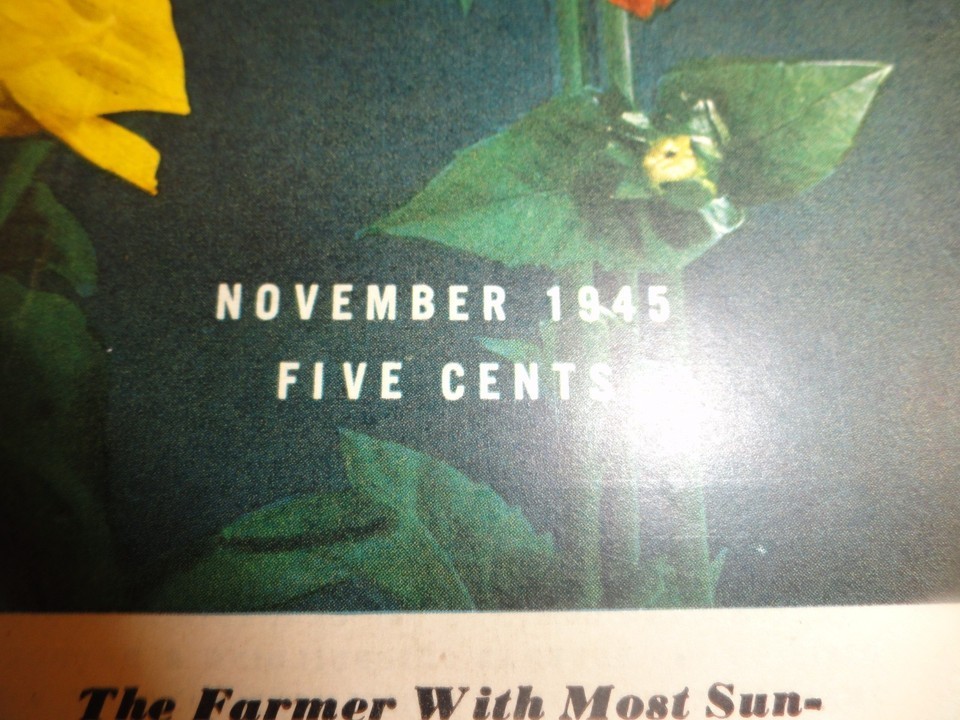 NOVEMBER 1945
FIVE CENTS
The Farmer With Most Sun-